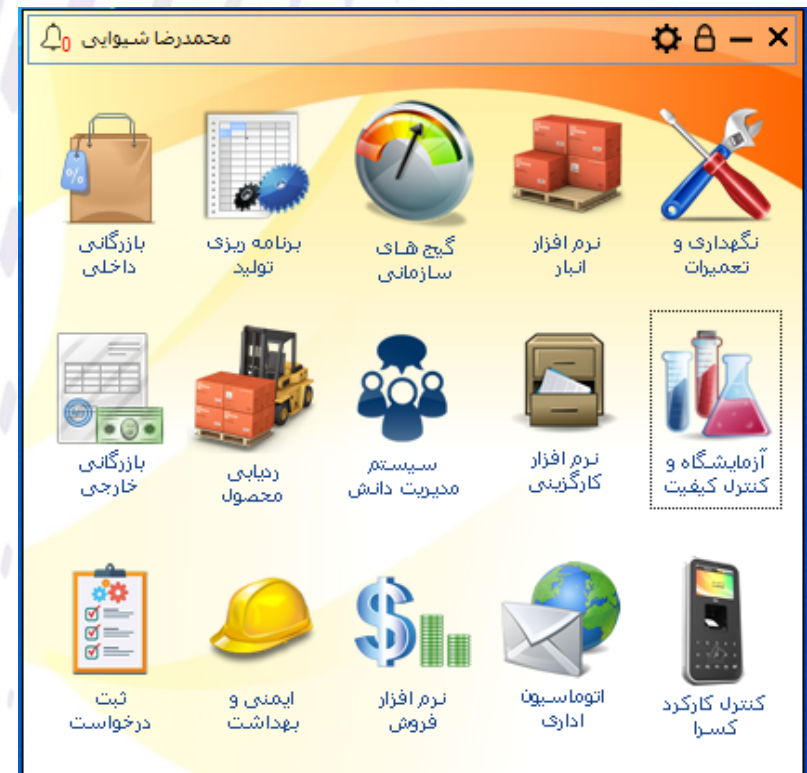 محمدرضا شیوایی 0
نگهداری و
تعمیرات
نرم افزار
انبار
گیج های
سازمانی
برنامه ریزی
تولید
بازرگانی
داخلی
آزمایشگاه و
کنترل کیفیت
نرم افزار
کارگزینی
سیستم
مدیریت دانش
ردیابی
محصول
بازرگانی
خارجی
کنترل کارکرد
کسرا
اتوماسیون
اداری
نرم افزار
فروش
ایمنی و
بهداشت
ثبت
درخواست